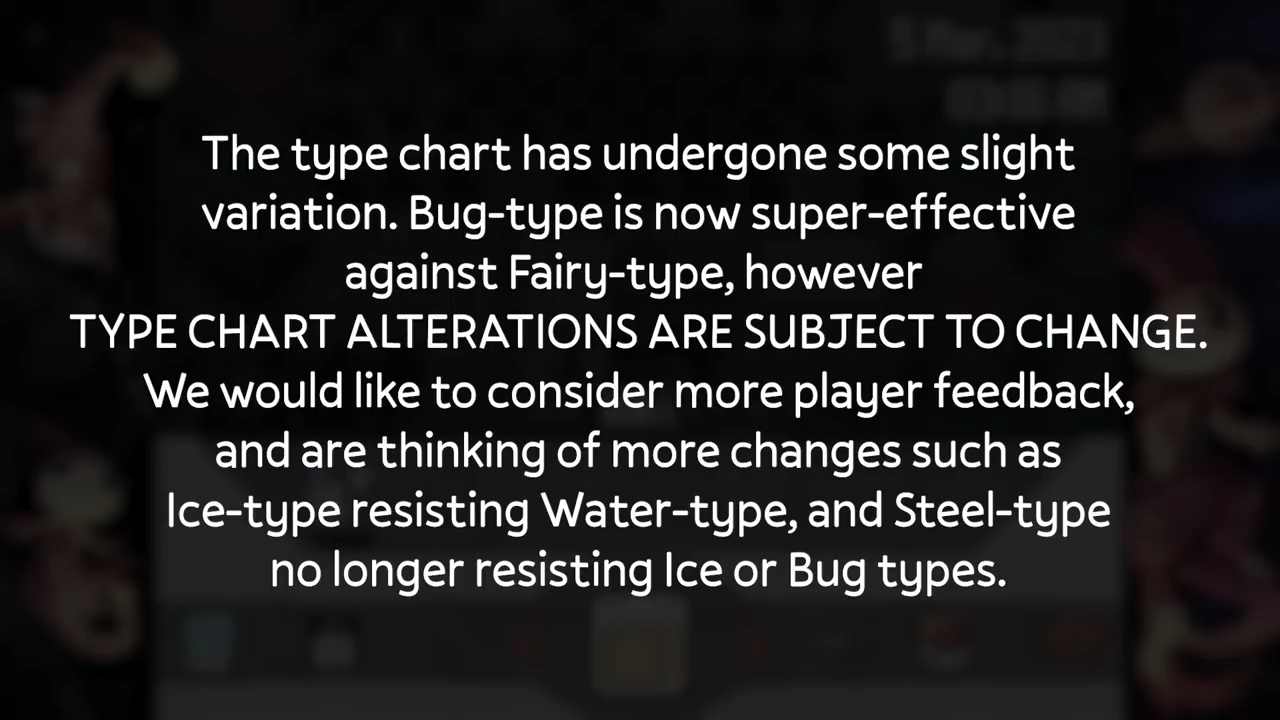 The type chart has undergone some slight
variation. Bug-type is now super-effective
against Fairy-type, however
TYPE CHART ALTERATIONS ARE SUBJECT TO CHANGE.
We would like to consider more player feedback,
and are thinking of more changes such as
Ice-type resisting Water-type, and Steel-type
no longer resisting Ice or Bug types.